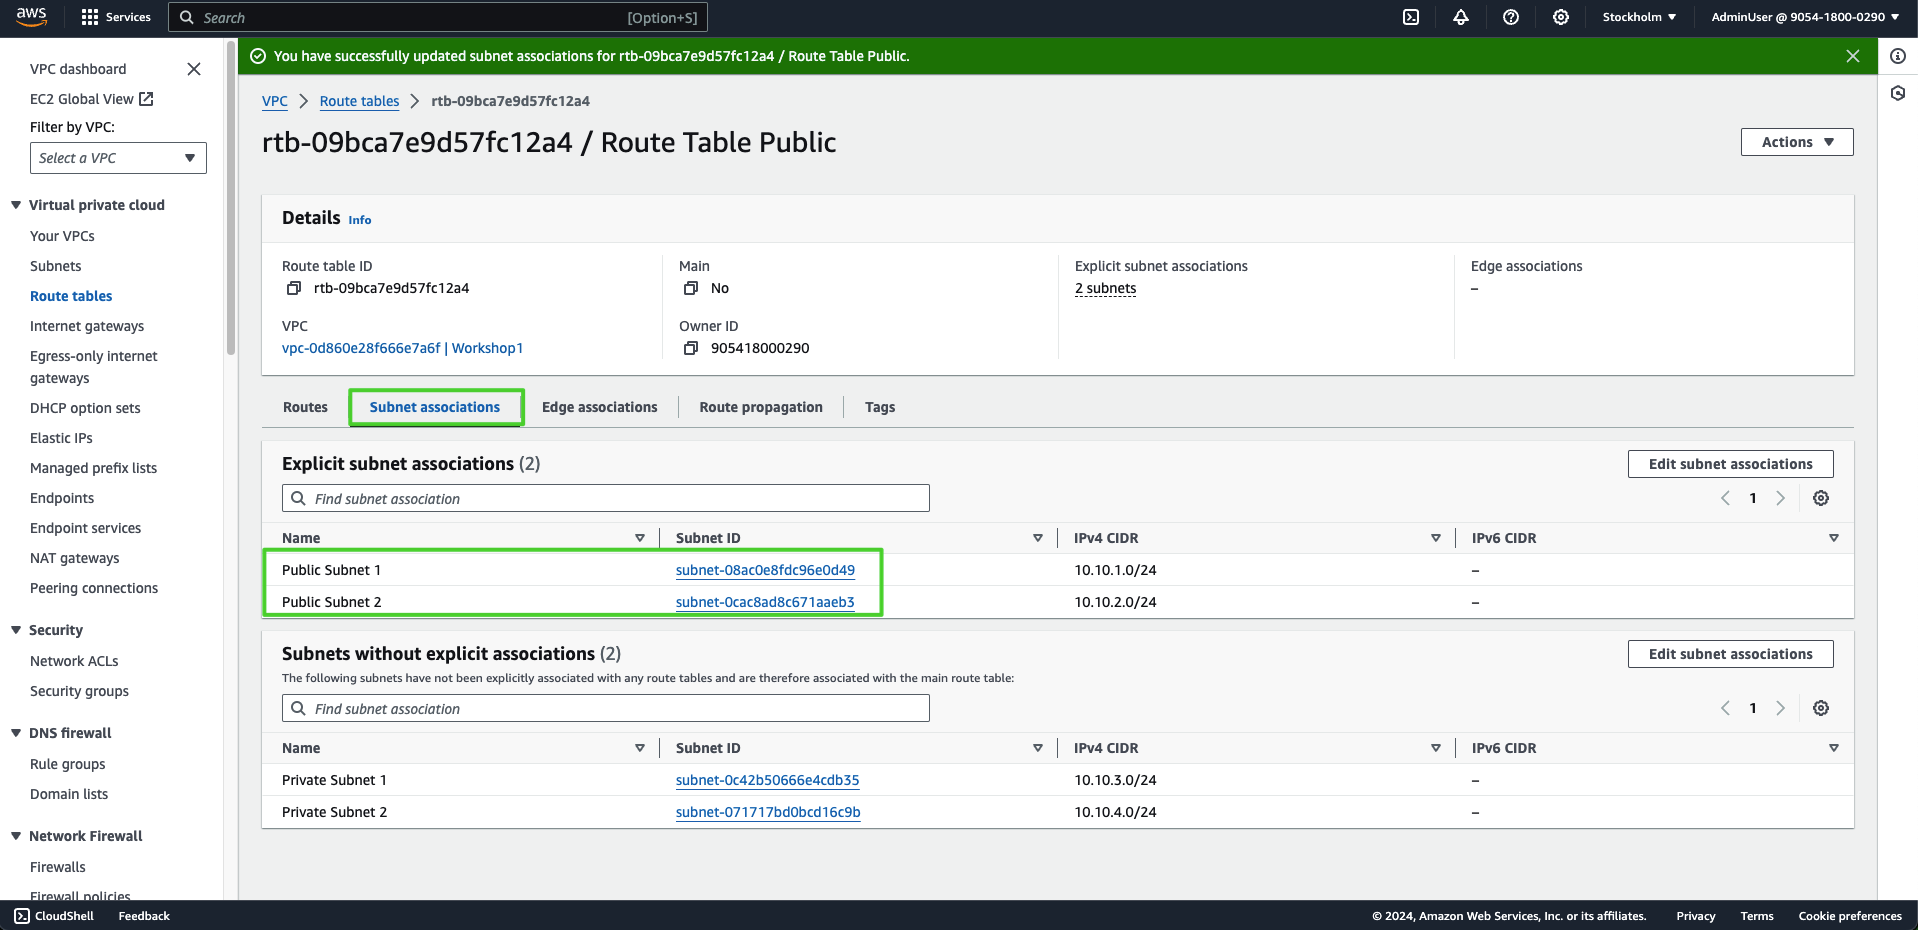 aws
Services
Search
[Option+S]
Stockholm ▼
AdminUser @ 9054-1800-0290 ▼
VPC dashboard
EC2 Global View
Filter by VPC:
Select a VPC
Virtual private cloud
Your VPCs
Subnets
Route tables
Internet gateways
Egress-only internet
gateways
DHCP option sets
Elastic IPs
Managed prefix lists
Endpoints
Endpoint services
NAT gateways
Peering connections
Security
Network ACLs
Security groups
DNS firewall
Rule groups
Domain lists
Network Firewall
Firewalls
Firewall policies
You have successfully updated subnet associations for rtb-09bca7e9d57fc12a4 / Route Table Public.
VPC > Route tables > rtb-09bca7e9d57fc12a4
rtb-09bca7e9d57fc12a4 / Route Table Public
Actions ▼
Details Info
Route table ID
rtb-09bca7e9d57fc12a4
Main
No
Explicit subnet associations
2 subnets
Edge associations
–
VPC
vpc-0d860e28f666e7a6f | Workshop1
Owner ID
905418000290
Routes
Subnet associations
Edge associations
Route propagation
Tags
Explicit subnet associations (2)
Edit subnet associations
Find subnet association
1
Name Subnet ID IPv4 CIDR IPv6 CIDR
Public Subnet 1 subnet-08ac0e8fdc96e0d49 10.10.1.0/24 –
Public Subnet 2 subnet-0cac8ad8c671aaeb3 10.10.2.0/24 –
Subnets without explicit associations (2)
Edit subnet associations
The following subnets have not been explicitly associated with any route tables and are therefore associated with the main route table:
Find subnet association
1
Name Subnet ID IPv4 CIDR IPv6 CIDR
Private Subnet 1 subnet-0c42b50666e4cdb35 10.10.3.0/24 –
Private Subnet 2 subnet-071717bd0bcd16c9b 10.10.4.0/24 –
CloudShell
Feedback
© 2024, Amazon Web Services, Inc. or its affiliates.
Privacy
Terms
Cookie preferences